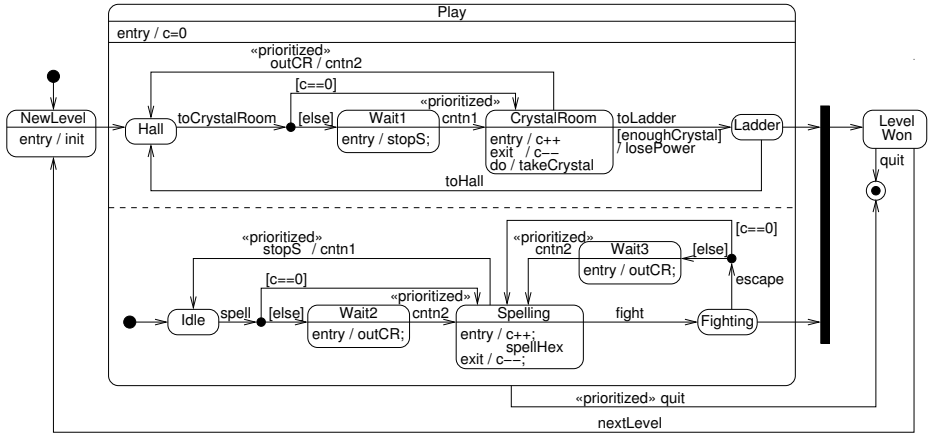 Play
entry / c=0
«prioritized»
outCR / cntn2
[c==0]
«prioritized»
NewLevel
entry / init
Hall
toCrystalRoom
[else]
Wait1
entry / stopS;
cntn1
CrystalRoom
entry / c++
exit / c−−
do / takeCrystal
toLadder
[enoughCrystal]
/ losePower
Ladder
Level
Won
quit
toHall
«prioritized»
stopS / cntn1
[c==0]
«prioritized»
[c==0]
«prioritized»
cntn2
Wait3
entry / outCR;
[else]
escape
Idle
spell
[else]
Wait2
entry / outCR;
cntn2
Spelling
entry / c++;
spellHex
exit / c−−;
fight
Fighting
«prioritized» quit
nextLevel